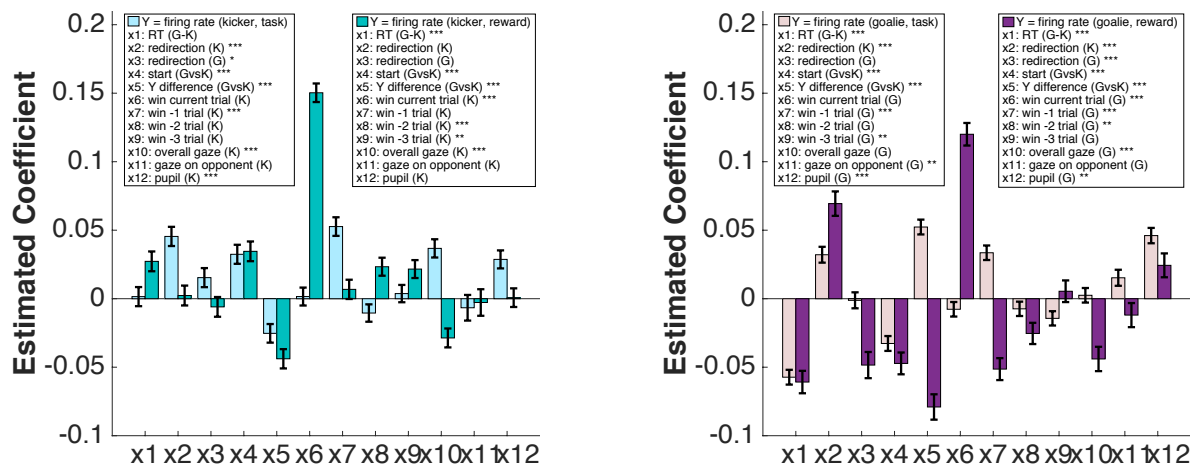 Estimated Coefficient
0.2
0.15
0.1
0.05
0
-0.05
-0.1
Y = firing rate (kicker, task)
x1: RT (G-K)
x2: redirection (K) ***
x3: redirection (G) *
x4: start (GvsK) ***
x5: Y difference (GvsK) ***
x6: win current trial (K)
x7: win -1 trial (K) ***
x8: win -2 trial (K)
x9: win -3 trial (K)
x10: overall gaze (K) ***
x11: gaze on opponent (K)
x12: pupil (K) ***
Y = firing rate (kicker, reward)
x1: RT (G-K) ***
x2: redirection (K)
x3: redirection (G)
x4: start (GvsK) ***
x5: Y difference (GvsK) ***
x6: win current trial (K) ***
x7: win -1 trial (K)
x8: win -2 trial (K) ***
x9: win -3 trial (K) **
x10: overall gaze (K) ***
x11: gaze on opponent (K)
x12: pupil (K)
x1 x2 x3 x4 x5 x6 x7 x8 x9x10x11x12
Estimated Coefficient
0.2
0.15
0.1
0.05
0
-0.05
-0.1
Y = firing rate (goalie, task)
x1: RT (G-K) ***
x2: redirection (K) ***
x3: redirection (G)
x4: start (GvsK) ***
x5: Y difference (GvsK) ***
x6: win current trial (G)
x7: win -1 trial (G) ***
x8: win -2 trial (G)
x9: win -3 trial (G) **
x10: overall gaze (G)
x11: gaze on opponent (G) **
x12: pupil (G) ***
Y = firing rate (goalie, reward)
x1: RT (G-K) ***
x2: redirection (K) ***
x3: redirection (G) ***
x4: start (GvsK) ***
x5: Y difference (GvsK) ***
x6: win current trial (G) ***
x7: win -1 trial (G) ***
x8: win -2 trial (G) **
x9: win -3 trial (G)
x10: overall gaze (G) ***
x11: gaze on opponent (G)
x12: pupil (G) **
x1 x2 x3 x4 x5 x6 x7 x8 x9x10x11x12